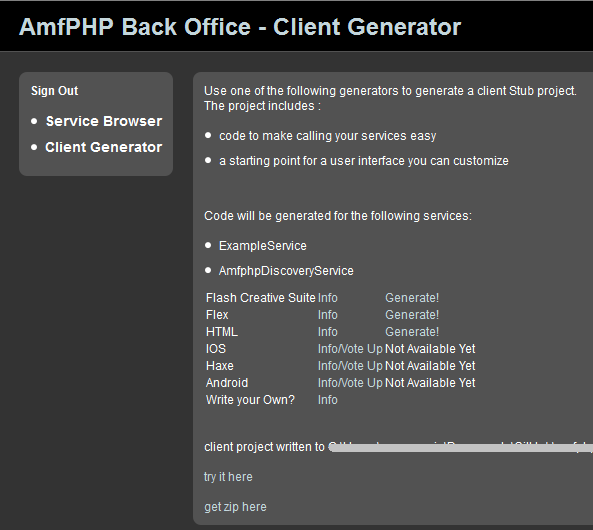 AmfPHP Back Office - Client Generator
Sign Out
Service Browser
Client Generator
Use one of the following generators to generate a client Stub project.
The project includes :
code to make calling your services easy
a starting point for a user interface you can customize
Code will be generated for the following services:
ExampleService
AmfphpDiscoveryService
Flash Creative Suite Info Generate!
Flex Info Generate!
HTML Info Generate!
IOS Info/Vote Up Not Available Yet
Haxe Info/Vote Up Not Available Yet
Android Info/Vote Up Not Available Yet
Write your Own? Info
client project written to
try it here
get zip here